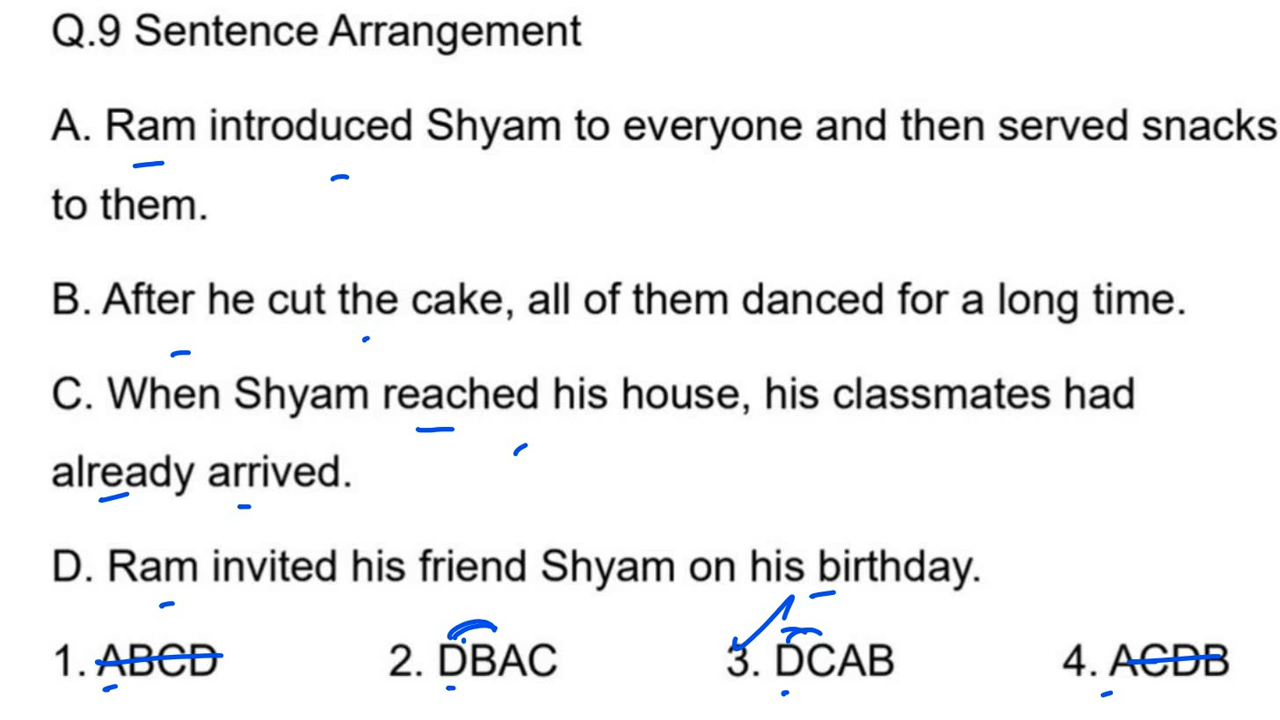 Q.9 Sentence Arrangement
A. Ram introduced Shyam to everyone and then served snacks
to them.
B. After he cut the cake, all of them danced for a long time.
C. When Shyam reached his house, his classmates had
already arrived.
D. Ram invited his friend Shyam on his birthday.
1. ABCD 2. DBAC 3. DCAB 4. ACDB